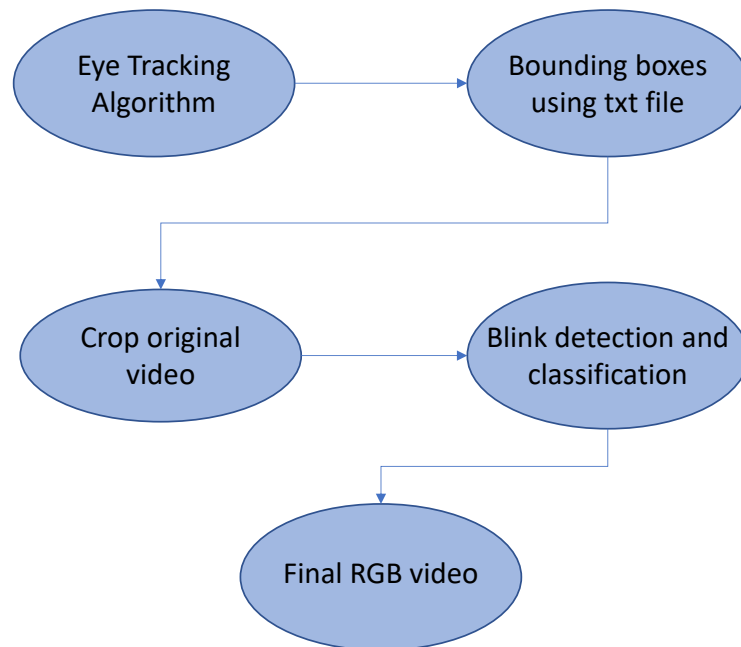 Eye Tracking
Algorithm
Bounding boxes
using txt file
Crop original
video
Blink detection and
classification
Final RGB video